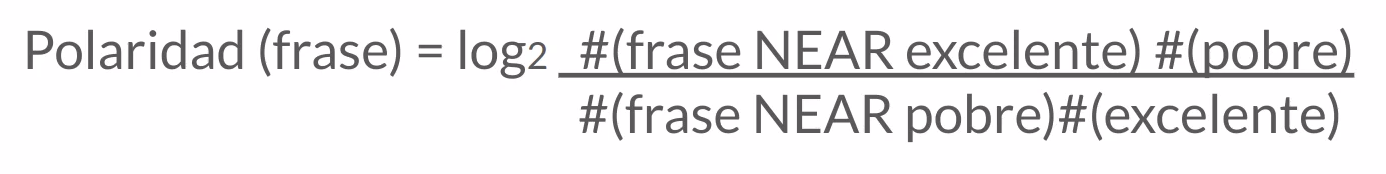 Polaridad (frase) = log2 #(frase NEAR excelente) #(pobre)
#(frase NEAR pobre)#(excelente)